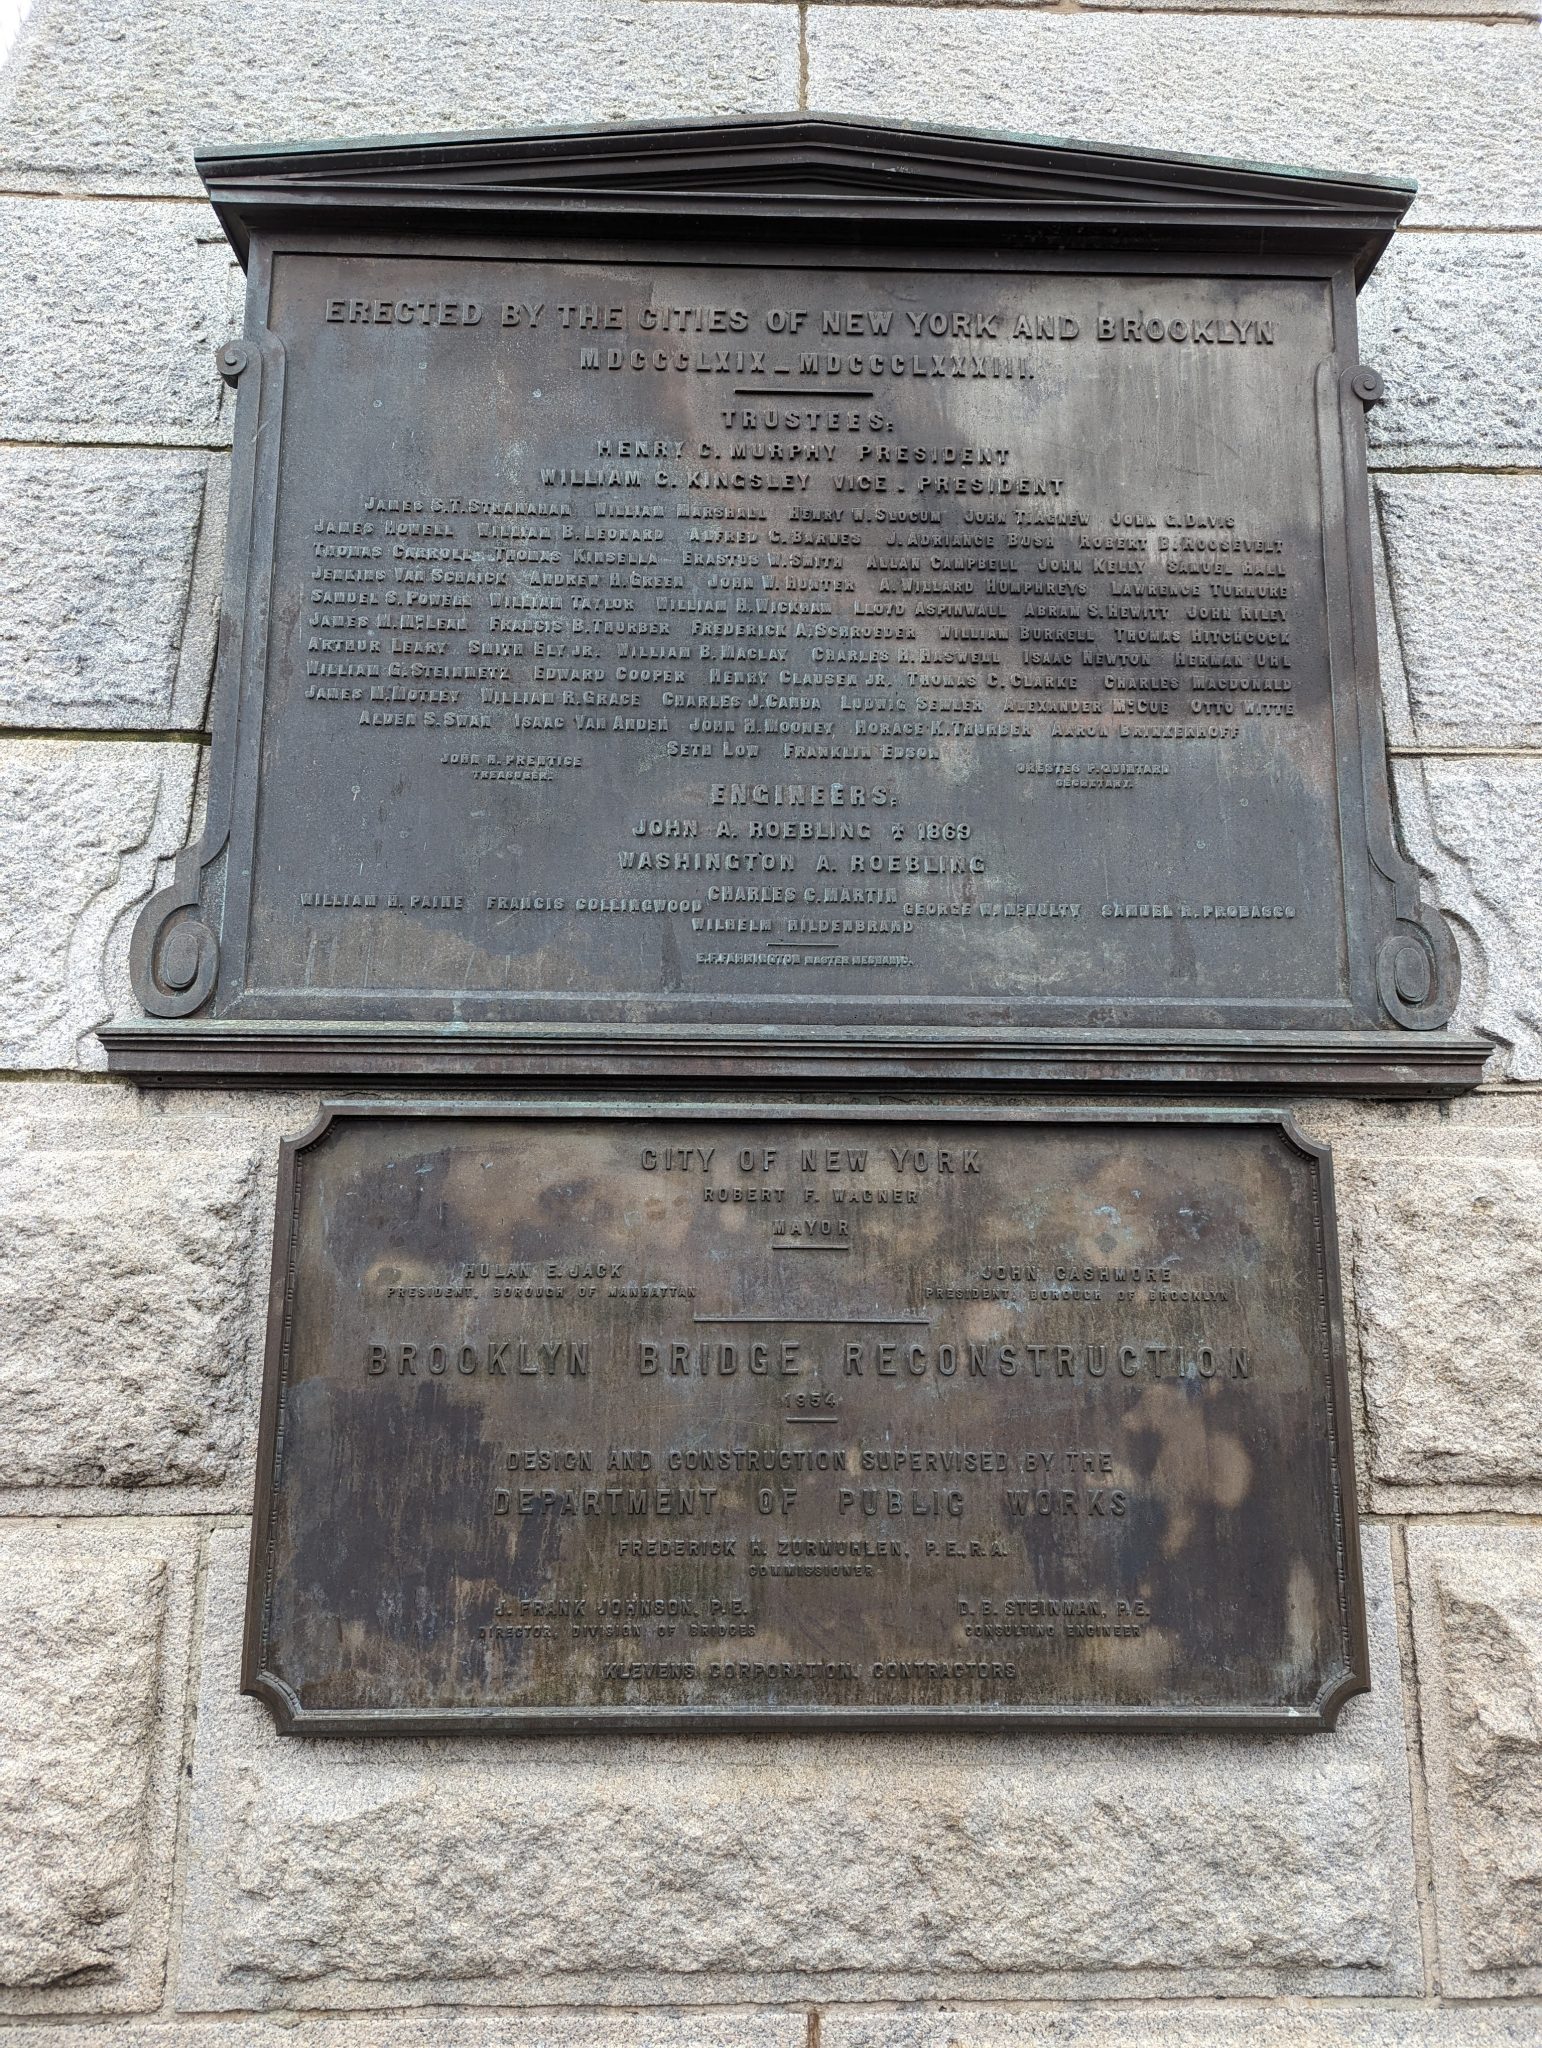 ERECTED BY THE CITIES OF NEW YORK AND BROOKLYN
MDCCCLXIX _ MDCCCLXXXIII.
TRUSTEES:
HENRY C. MURPHY PRESIDENT
WILLIAM C. KINGSLEY VICE. PRESIDENT
JAMES S.T. STRANAHAN WILLIAM MARSHALL HENRY W. SLOCUM JOHN T. AGNEW JOHN G. DAVIS
JAMES HOWELL WILLIAM B. LEONARD ALFRED C. BARNES J. ADRIANCE BUSH ROBERT B. ROOSEVELT
THOMAS CARROLL THOMAS KINSELLA ERASTUS W. SMITH ALLAN CAMPBELL JOHN KELLY SAMUEL HALL
JENKINS VAN SCHAICK ANDREW H. GREEN JOHN W. HUNTER A. WILLARD HUMPHREYS LAWRENCE TURNURE
SAMUEL S. POWELL WILLIAM TAYLOR WILLIAM H. WICKHAM LLOYD ASPINWALL ABRAM S. HEWITT JOHN RILEY
JAMES M. McLEAN FRANCIS B. THURBER FREDERICK A. SCHROEDER WILLIAM BURRELL THOMAS HITCHCOCK
ARTHUR LEARY SMITH ELY JR. WILLIAM B. MACLAY CHARLES H. HASWELL ISAAC NEWTON HERMAN UHL
WILLIAM G. STEINMETZ EDWARD COOPER HENRY CLAUSEN JR. THOMAS C. CLARKE CHARLES MACDONALD
JAMES M. MOTLEY WILLIAM R. GRACE CHARLES J. CANDA LUDWIG SEMLER ALEXANDER McCUE OTTO WITTE
ALDEN S. SWAN ISAAC VAN ANDEN JOHN H. MOONEY HORACE K. THURBER AARON BRINKERHOFF
SETH LOW FRANKLIN EDSON
JOHN H. PRENTICE
TREASURER.
ORESTES P. QUINTARD
SECRETARY.
ENGINEERS:
JOHN A. ROEBLING ✝ 1869
WASHINGTON A. ROEBLING
CHARLES C. MARTIN
WILLIAM H. PAINE FRANCIS COLLINGWOOD GEORGE W. McNULTY SAMUEL R. PROBASCO
WILHELM HILDENBRAND
E.F. FARRINGTON MASTER MECHANIC.
CITY OF NEW YORK
ROBERT F. WAGNER
MAYOR
HULAN E. JACK
PRESIDENT, BOROUGH OF MANHATTAN
JOHN CASHMORE
PRESIDENT, BOROUGH OF BROOKLYN
BROOKLYN BRIDGE RECONSTRUCTION
1954
DESIGN AND CONSTRUCTION SUPERVISED BY THE
DEPARTMENT OF PUBLIC WORKS
FREDERICK H. ZURMUHLEN, P.E., R.A.
COMMISSIONER
J. FRANK JOHNSON, P.E.
DIRECTOR, DIVISION OF BRIDGES
D. B. STEINMAN, P.E.
CONSULTING ENGINEER
KLEVENS CORPORATION, CONTRACTORS